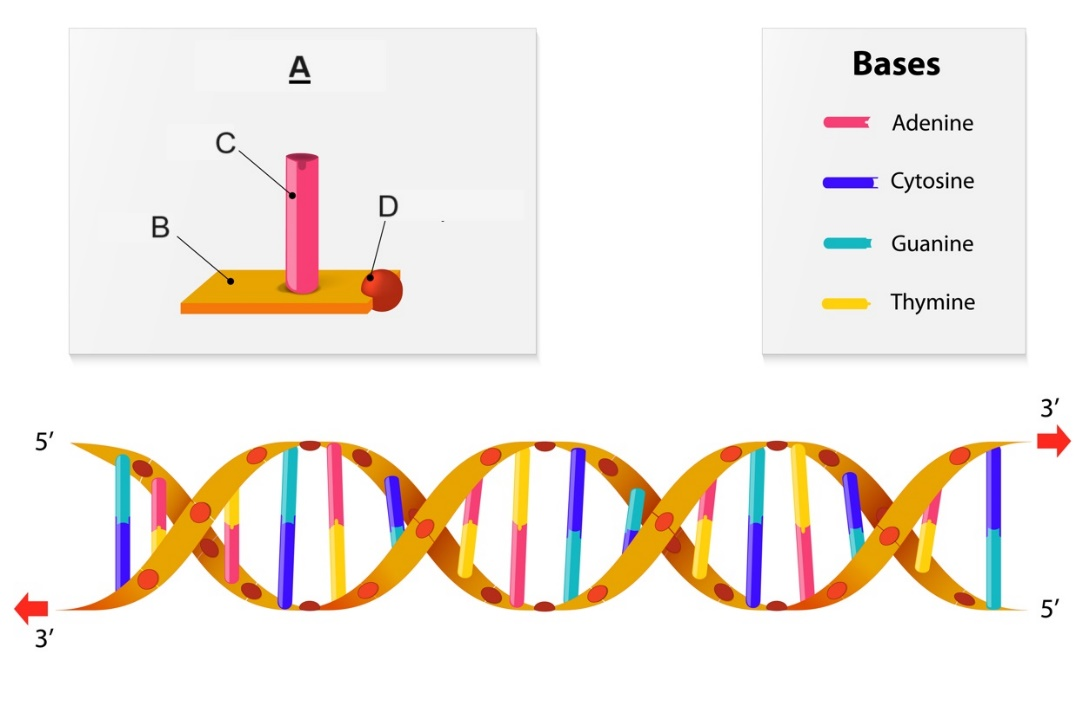 A
C
B
D
Bases
Adenine
Cytosine
Guanine
Thymine
5′
3′
3′
5′